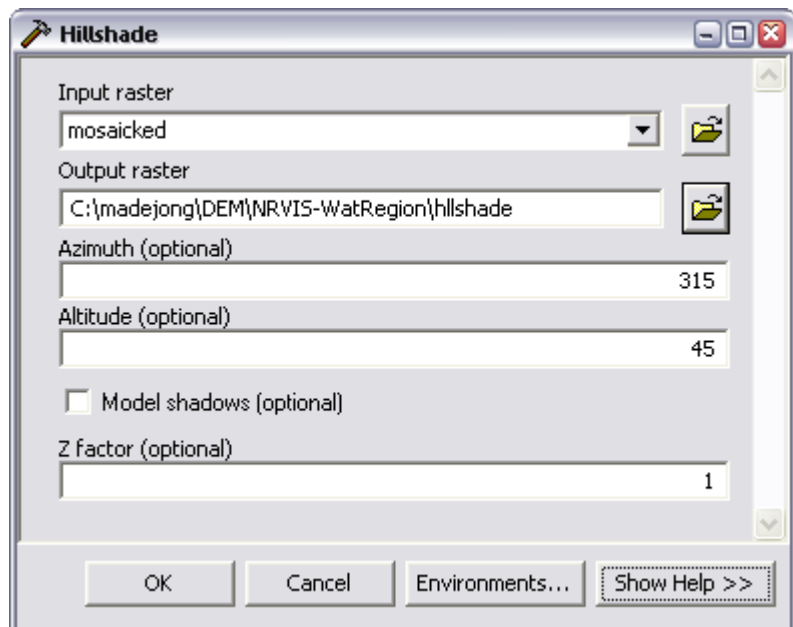 Hillshade
Input raster
mosaicked
Output raster
C:\madejong\DEM\NRVIS-WatRegion\hllshade
Azimuth (optional)
315
Altitude (optional)
45
Model shadows (optional)
Z factor (optional)
1
OK Cancel Environments... Show Help >>